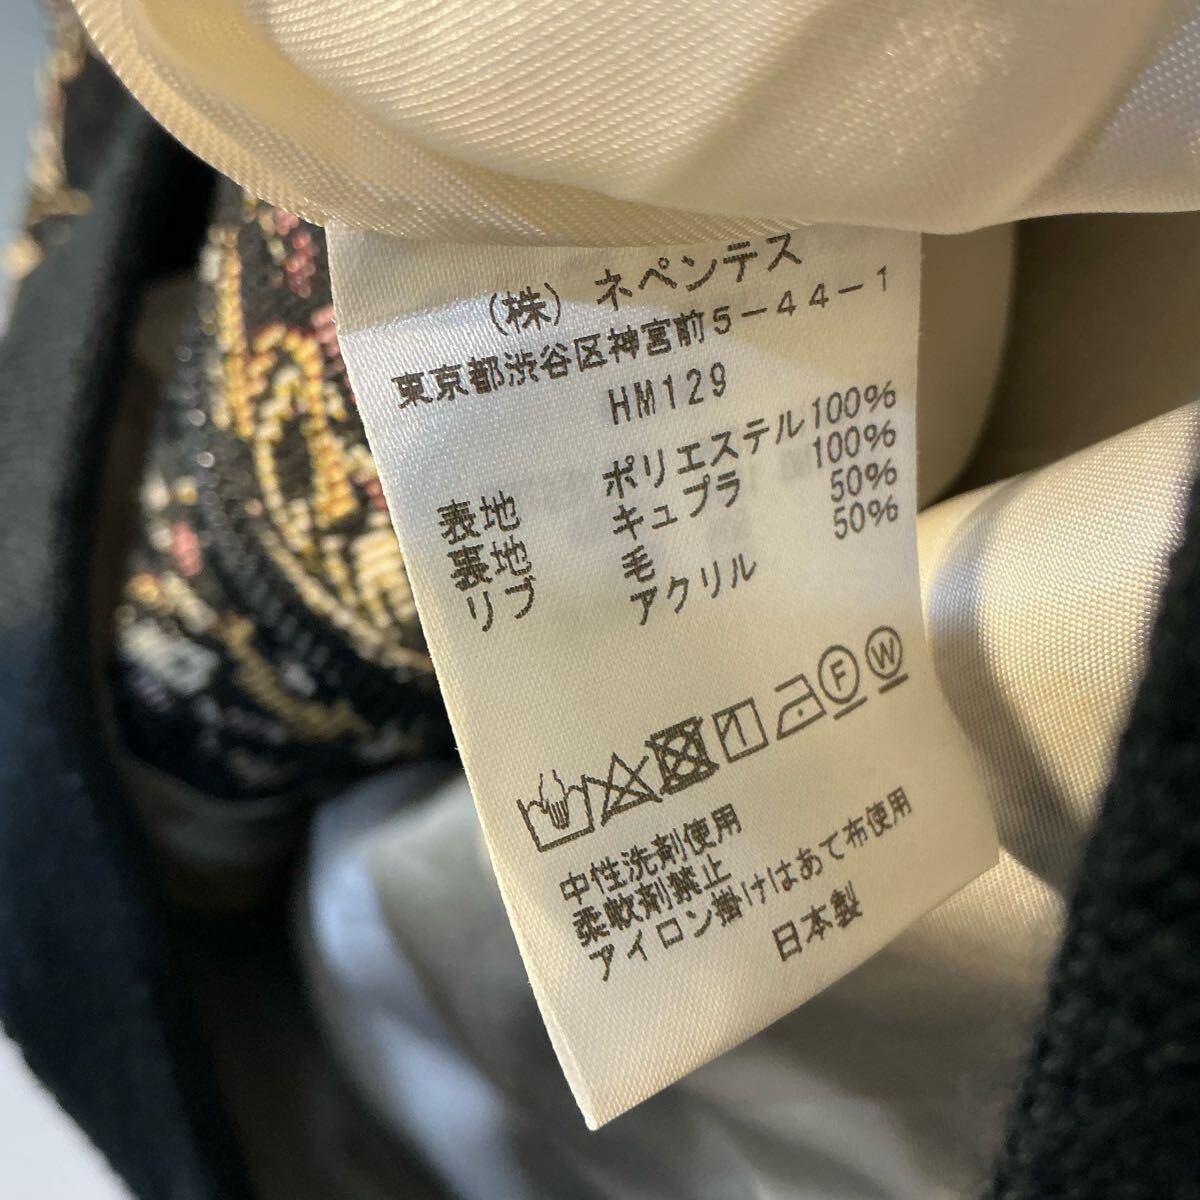 (株) ネペンテス
東京都渋谷区神宮前5-44-1
HM129
表地 ポリエステル 100%
裏地 キュプラ 100%
リブ 毛 50%
アクリル 50%
F W
中性洗剤使用
柔軟剤禁止
アイロン掛けはあて布使用
日本製